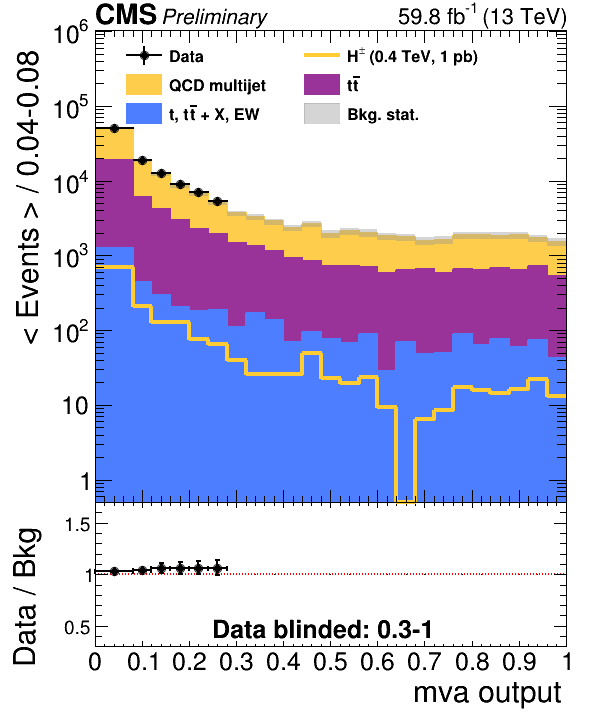 CMS Preliminary 59.8 fb⁻¹ (13 TeV)
< Events > / 0.04-0.08
10⁶
10⁵
10⁴
10³
10²
10
1
Data
H± (0.4 TeV, 1 pb)
QCD multijet
tt̄
t, tt̄ + X, EW
Bkg. stat.
Data / Bkg
1.5
1
0.5
Data blinded: 0.3-1
0 0.1 0.2 0.3 0.4 0.5 0.6 0.7 0.8 0.9 1
mva output